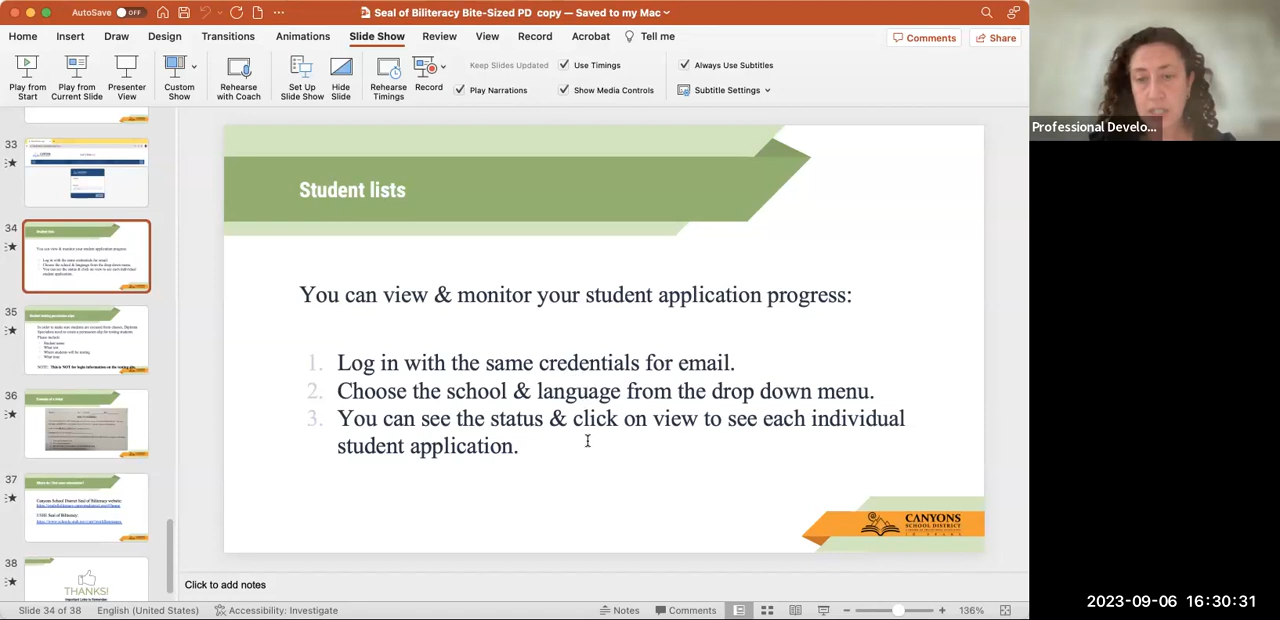 AutoSave OFF
Seal of Biliteracy Bite-Sized PD copy — Saved to my Mac
Home Insert Draw Design Transitions Animations Slide Show Review View Record Acrobat Tell me
Comments Share
Play from Start
Play from Current Slide
Presenter View
Custom Show
Rehearse with Coach
Set Up Slide Show
Hide Slide
Rehearse Timings
Record
Keep Slides Updated
Play Narrations
Use Timings
Show Media Controls
Always Use Subtitles
Subtitle Settings
33
34
35
36
37
38
THANKS!
Student lists
You can view & monitor your student application progress:
1. Log in with the same credentials for email.
2. Choose the school & language from the drop down menu.
3. You can see the status & click on view to see each individual
student application.
CANYONS
SCHOOL DISTRICT
Click to add notes
Slide 34 of 38 English (United States) Accessibility: Investigate Notes Comments 136%
Professional Develo...
2023-09-06 16:30:31